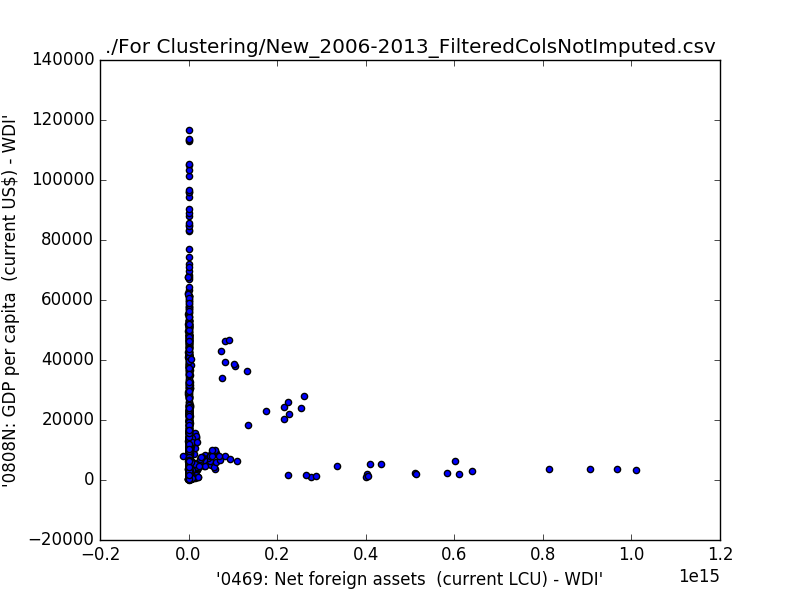 ./For Clustering/New_2006-2013_FilteredColsNotImputed.csv
'0808N: GDP per capita  (current US$) - WDI'
140000
120000
100000
80000
60000
40000
20000
0
−20000
−0.2 0.0 0.2 0.4 0.6 0.8 1.0 1.2
1e15
'0469: Net foreign assets  (current LCU) - WDI'